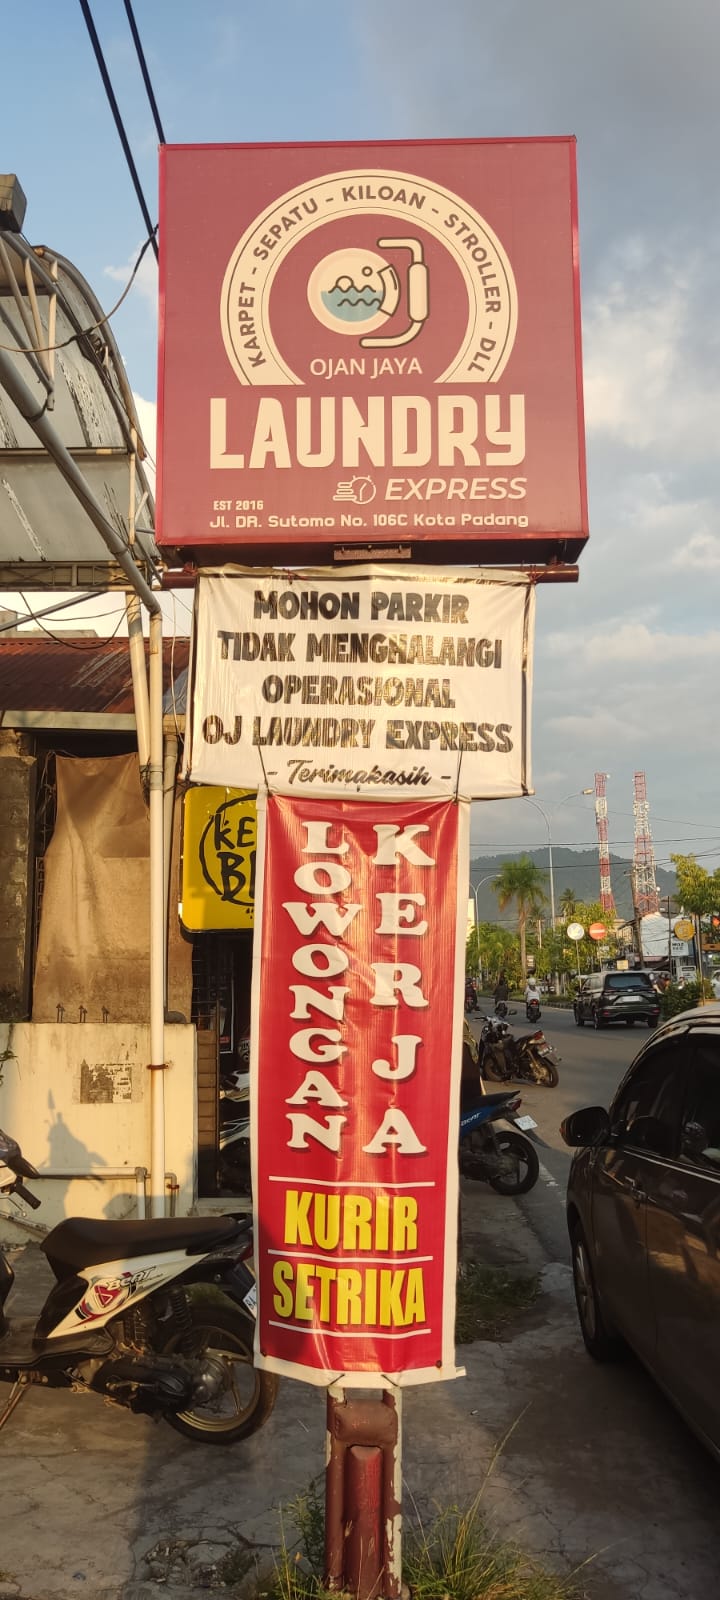 KARPET - SEPATU - KILOAN - STROLLER - DLL
OJAN JAYA
LAUNDRY
EXPRESS
EST 2016
Jl. DR. Sutomo No. 106C Kota Padang
MOHON PARKIR
TIDAK MENGHALANGI
OPERASIONAL
OJ LAUNDRY EXPRESS
- Terimakasih -
LOWONGAN
KERJA
KURIR
SETRIKA
BEAT